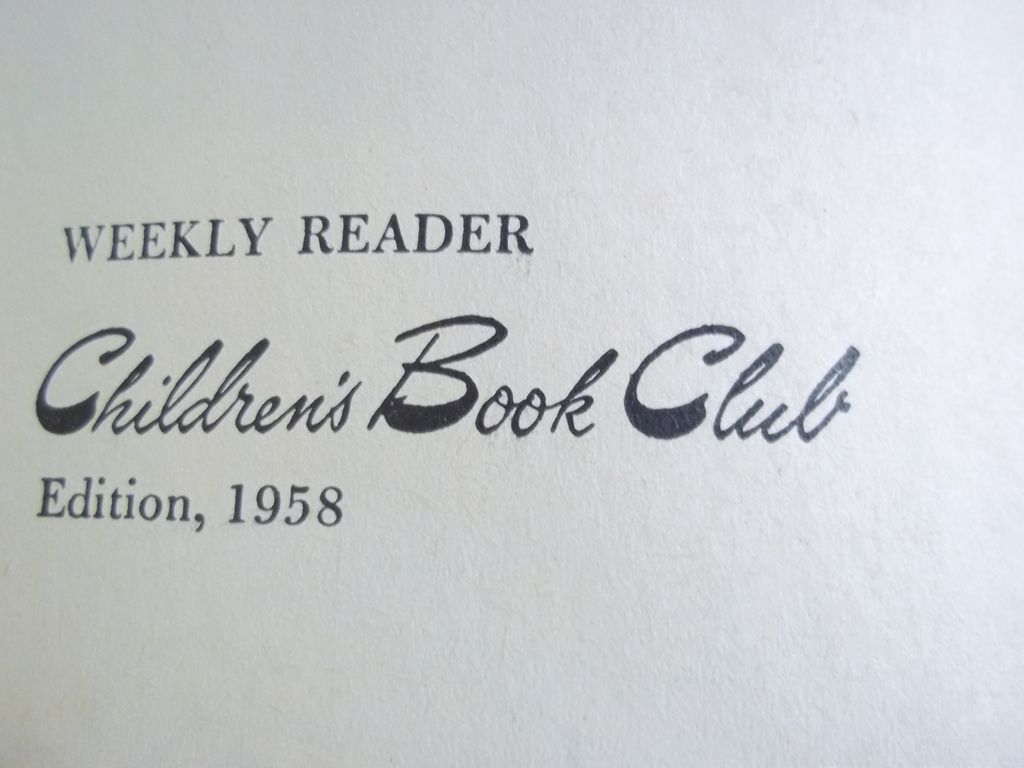 WEEKLY READER
Children's Book Club
Edition, 1958